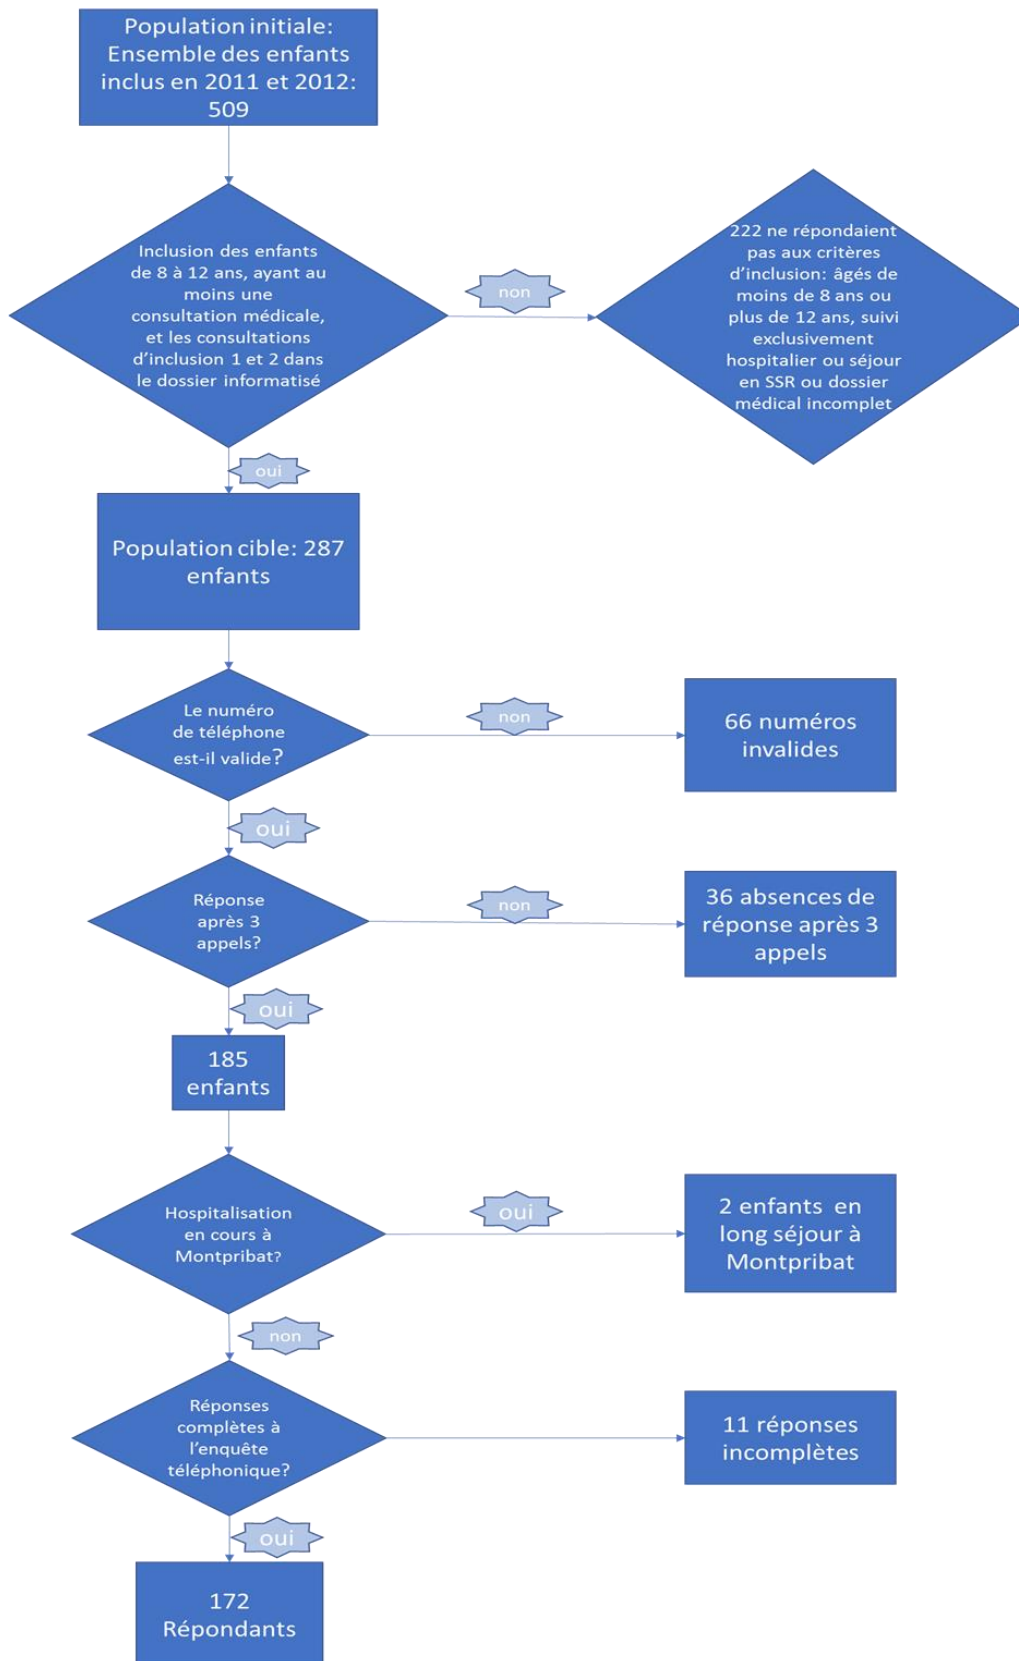 Population initiale:
Ensemble des enfants
inclus en 2011 et 2012:
509
Inclusion des enfants
de 8 à 12 ans, ayant au
moins une
consultation médicale,
et les consultations
d'inclusion 1 et 2 dans
le dossier informatisé
non
222 ne répondaient
pas aux critères
d'inclusion: âgés de
moins de 8 ans ou
plus de 12 ans, suivi
exclusivement
hospitalier ou séjour
en SSR ou dossier
médical incomplet
oui
Population cible: 287
enfants
Le numéro
de téléphone
est-il valide?
non
66 numéros
invalides
oui
Réponse
après 3
appels?
non
36 absences de
réponse après 3
appels
oui
185
enfants
Hospitalisation
en cours à
Montpribat?
oui
2 enfants en
long séjour à
Montpribat
non
Réponses
complètes à
l'enquête
téléphonique?
11 réponses
incomplètes
oui
172
Répondants